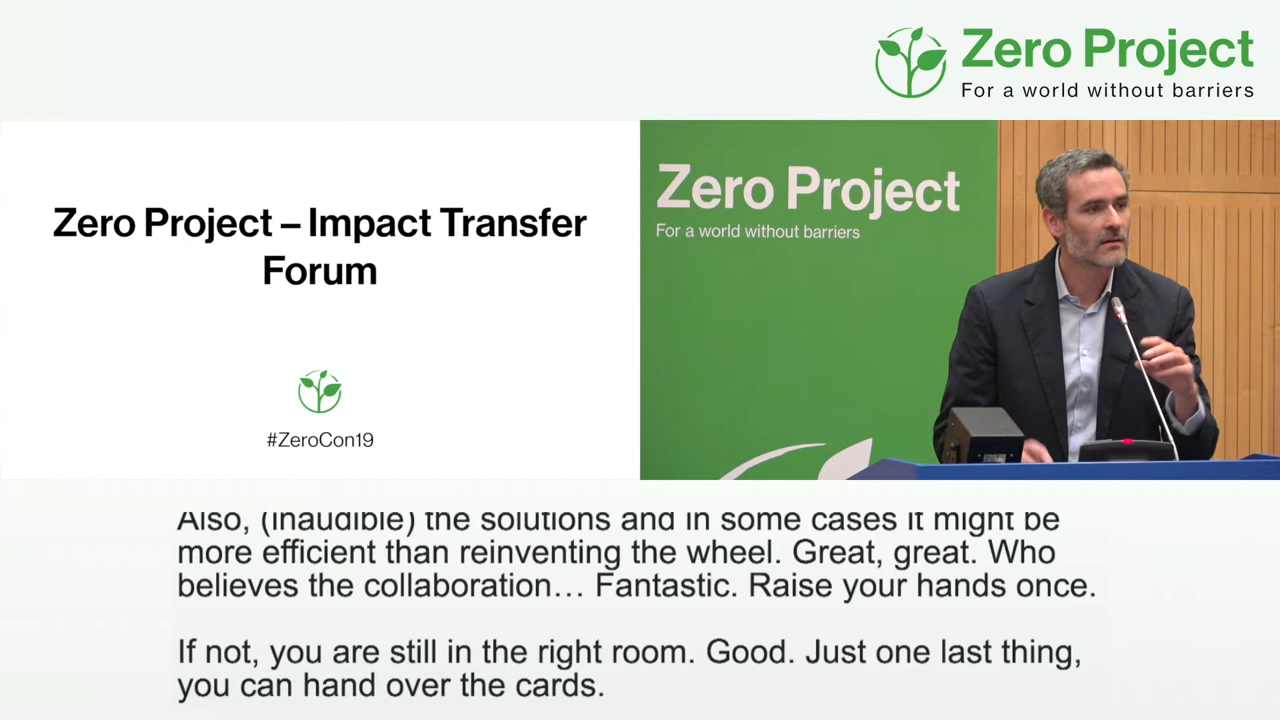 Zero Project
For a world without barriers
Zero Project – Impact Transfer
Forum
#ZeroCon19
Zero Project
For a world without barriers
Also, (inaudible) the solutions and in some cases it might be
more efficient than reinventing the wheel. Great, great. Who
believes the collaboration… Fantastic. Raise your hands once.
If not, you are still in the right room. Good. Just one last thing,
you can hand over the cards.